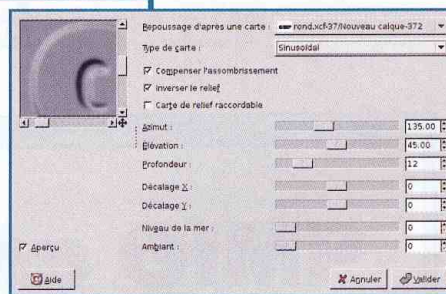 Repoussage d'après une carte : rond.xcf-37/Nouveau calque-372
Type de carte : Sinusoïdal
Compenser l'assombrissement
Inverser le relief
Carte de relief raccordable
Azimut : 135.00
Élévation : 45.00
Profondeur : 12
Décalage X : 0
Décalage Y : 0
Niveau de la mer : 0
Ambiant : 0
Aperçu
Aide Annuler Valider